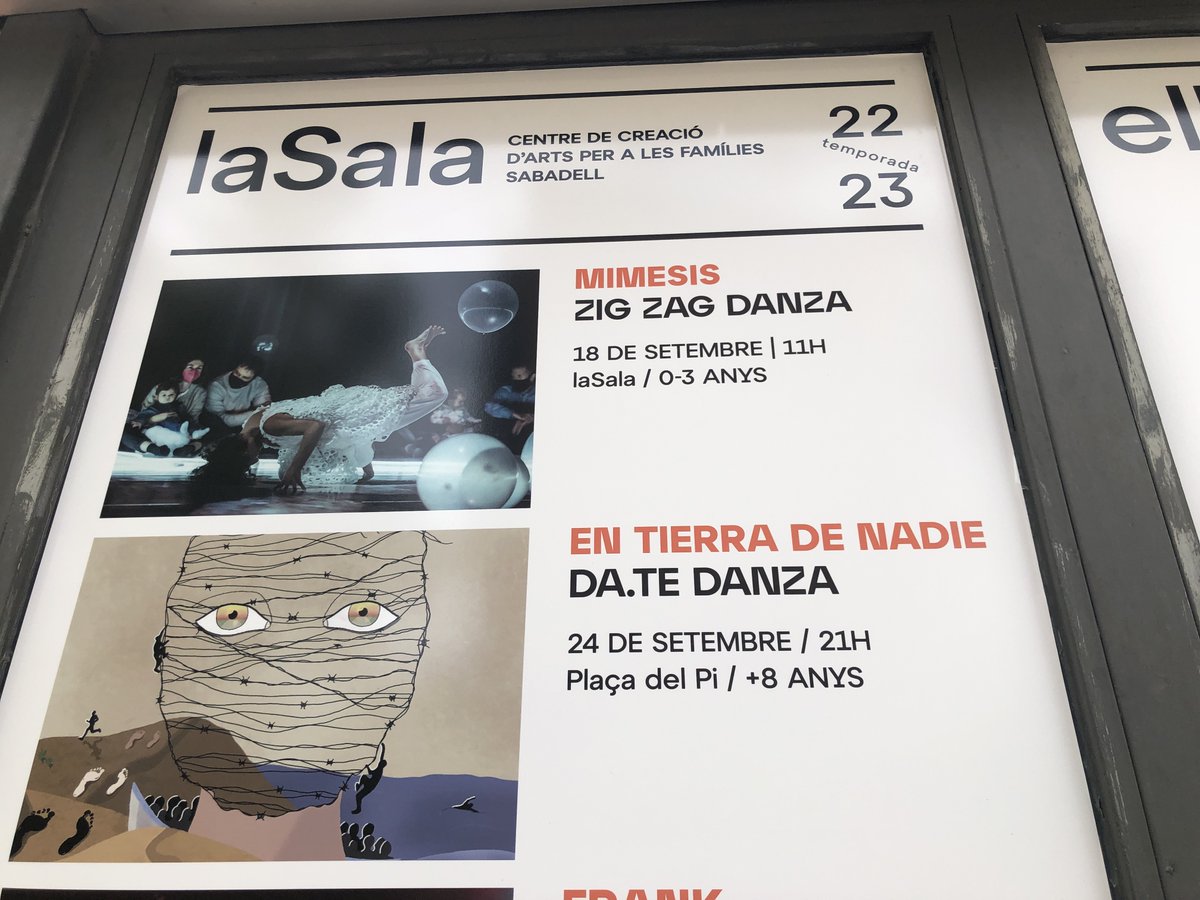 laSala
CENTRE DE CREACIÓ
D'ARTS PER A LES FAMÍLIES
SABADELL
22
temporada
23
MIMESIS
ZIG ZAG DANZA
18 DE SETEMBRE | 11H
laSala / 0-3 ANYS
EN TIERRA DE NADIE
DA.TE DANZA
24 DE SETEMBRE / 21H
Plaça del Pi / +8 ANYS
FRANK